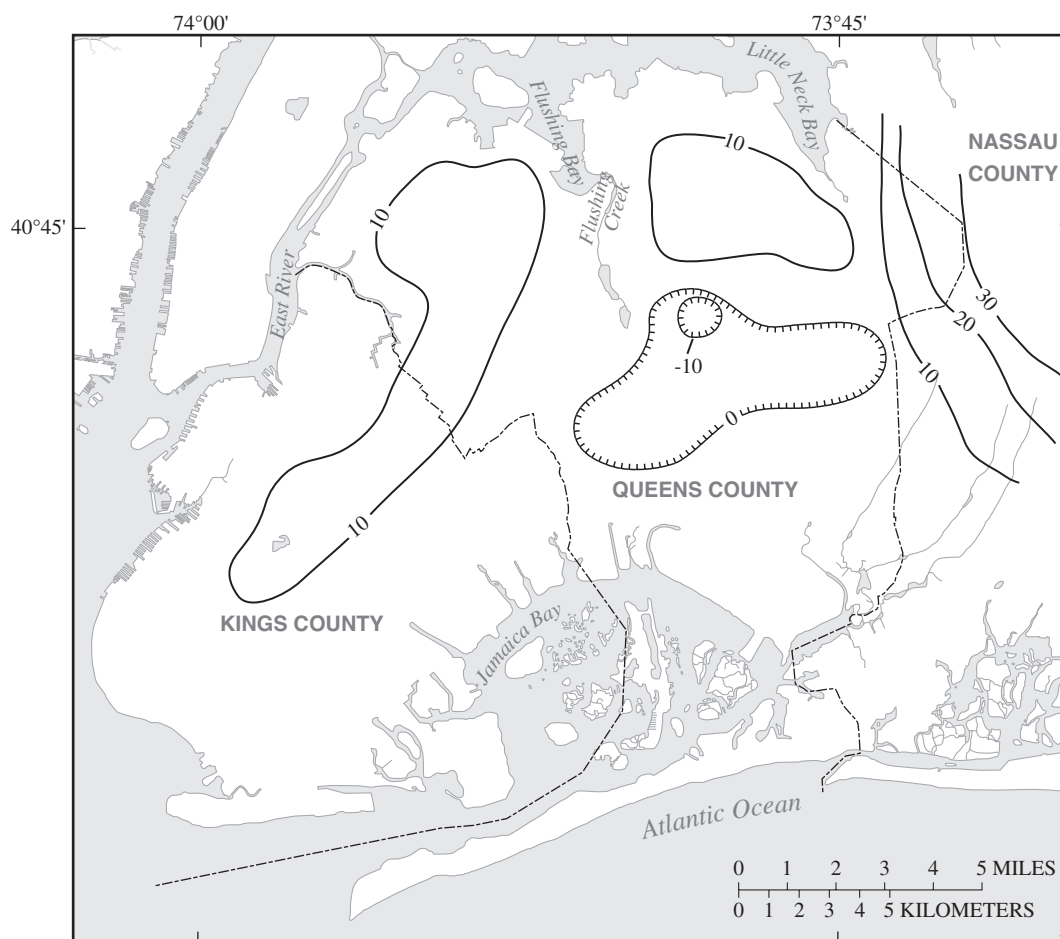 74°00'
73°45'
Little Neck Bay
Flushing Bay
10
NASSAU
COUNTY
10
Flushing
Creek
40°45'
East River
30
20
-10
10
0
QUEENS COUNTY
10
KINGS COUNTY
Jamaica Bay
Atlantic Ocean
0 1 2 3 4 5 MILES
0 1 2 3 4 5 KILOMETERS